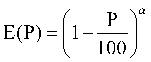 E(P) = (1 - P/100)^α